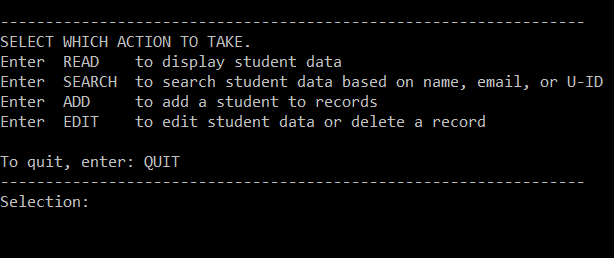 -----------------------------------------------------------------
SELECT WHICH ACTION TO TAKE.
Enter  READ    to display student data
Enter  SEARCH  to search student data based on name, email, or U-ID
Enter  ADD     to add a student to records
Enter  EDIT    to edit student data or delete a record
To quit, enter: QUIT
-----------------------------------------------------------------
Selection: